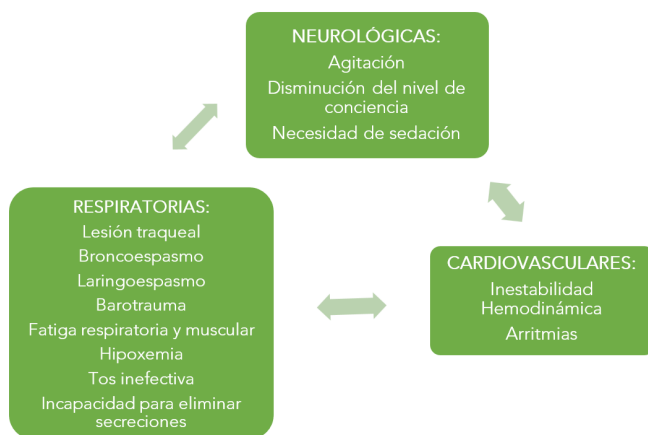 NEUROLÓGICAS:
Agitación
Disminución del nivel de
conciencia
Necesidad de sedación
RESPIRATORIAS:
Lesión traqueal
Broncoespasmo
Laringoespasmo
Barotrauma
Fatiga respiratoria y muscular
Hipoxemia
Tos inefectiva
Incapacidad para eliminar
secreciones
CARDIOVASCULARES:
Inestabilidad
Hemodinámica
Arritmias